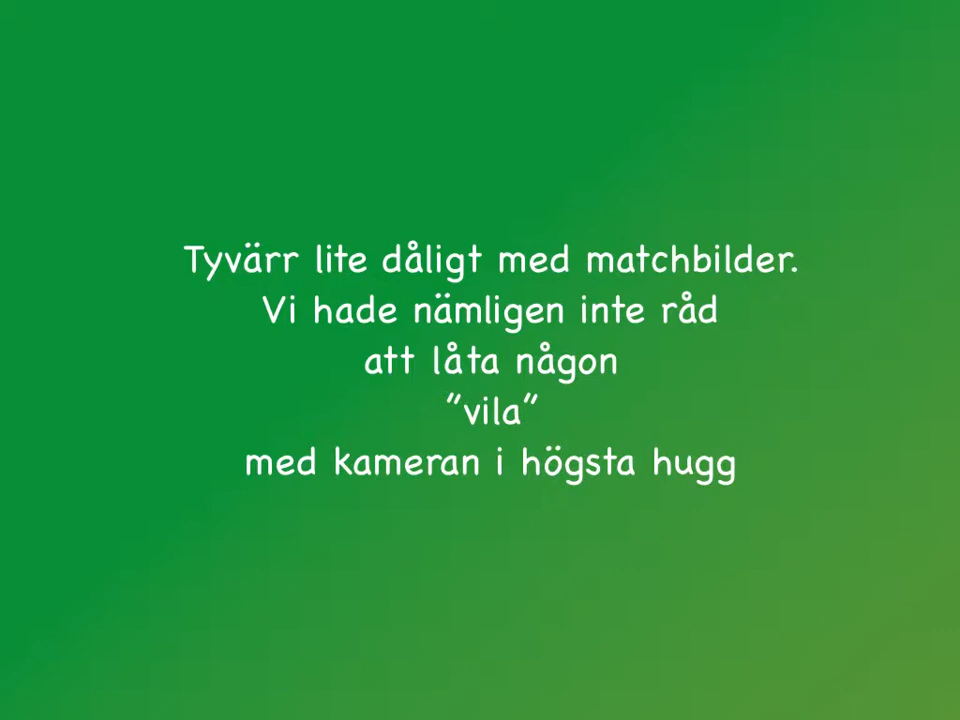 Tyvärr lite dåligt med matchbilder.
Vi hade nämligen inte råd
att låta någon
”vila”
med kameran i högsta hugg